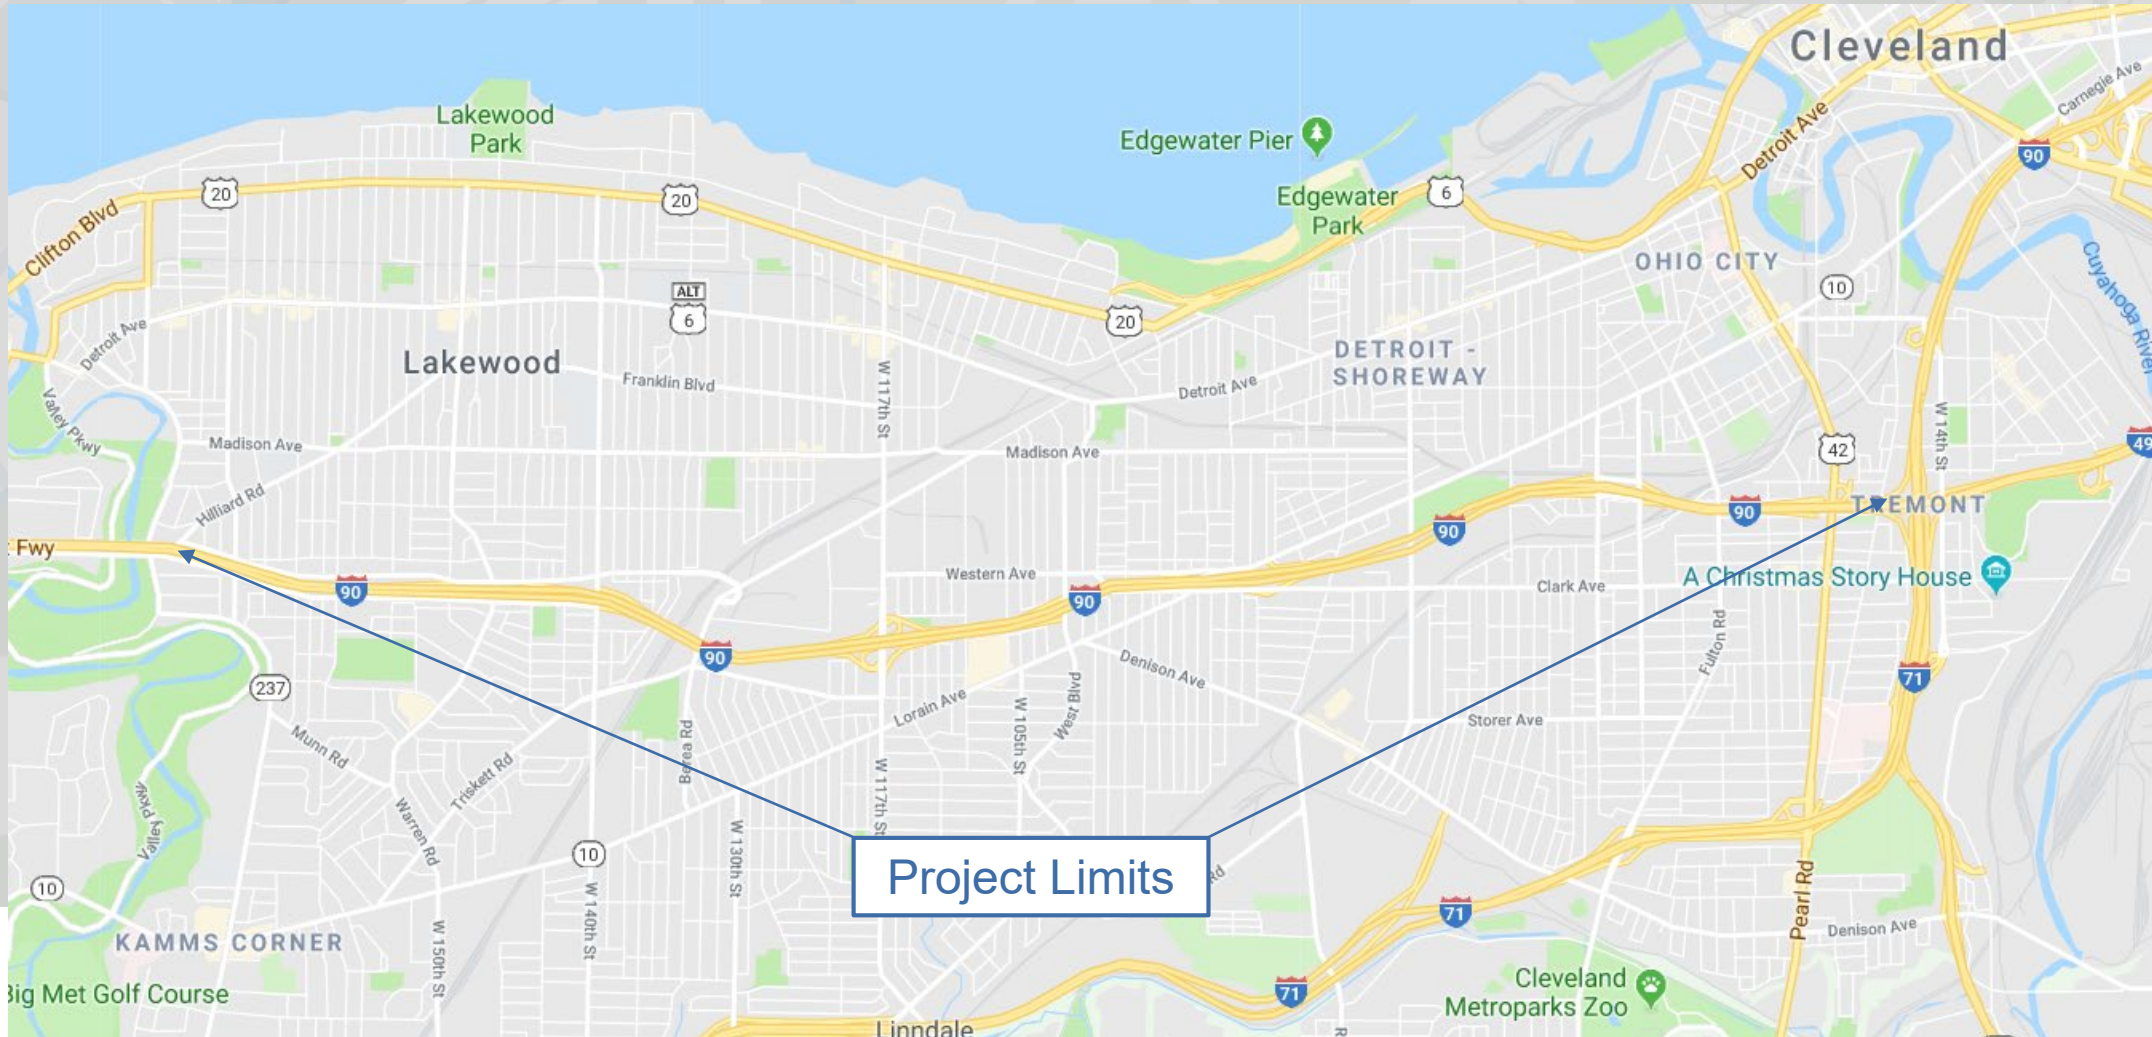 Cleveland
Carnegie Ave
Lakewood
Park
Edgewater Pier
Detroit Ave
90
20
20
Edgewater
Park
6
Clifton Blvd
OHIO CITY
10
Cuyahoga River
ALT
6
20
Detroit Ave
Lakewood
Franklin Blvd
W 117th St
Detroit Ave
DETROIT -
SHOREWAY
Valley Pkwy
Madison Ave
Madison Ave
42
W 14th St
49
Hilliard Rd
90
90
TREMONT
Fwy
90
Western Ave
90
Clark Ave
A Christmas Story House
90
Denison Ave
Fulton Rd
71
237
Lorain Ave
W 105th St
West Blvd
Storer Ave
Munn Rd
Berea Rd
Triskett Rd
W 117th St
Valley Pkwy
Warren Rd
W 130th St
10
Project Limits
Rd
10
W 140th St
Pearl Rd
71
Denison Ave
KAMMS CORNER
W 150th St
Big Met Golf Course
71
Cleveland
Metroparks Zoo
Linndale
R